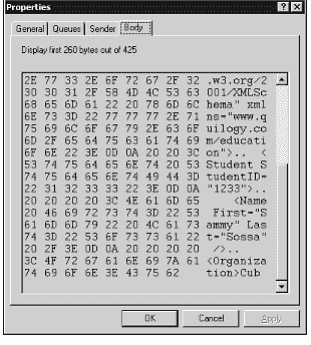 Properties
General Queues Sender Body
Display first 260 bytes out of 425
2E 77 33 2E 6F 72 67 2F 32 .w3.org/2
30 30 31 2F 58 4D 4C 53 63 001/XMLSc
68 65 6D 61 22 20 78 6D 6C hema" xml
6E 73 3D 22 77 77 77 2E 71 ns="www.q
75 69 6C 6F 67 79 2E 63 6F uilogy.co
6D 2F 65 64 75 63 61 74 69 m/educati
6F 6E 22 3E 0D 0A 20 20 3C on">.. <
53 74 75 64 65 6E 74 20 53 Student S
74 75 64 65 6E 74 49 44 3D tudentID=
22 31 32 33 33 22 3E 0D 0A "1233">..
20 20 20 20 3C 4E 61 6D 65 <Name
20 46 69 72 73 74 3D 22 53 First="S
61 6D 6D 79 22 20 4C 61 73 ammy" Las
74 3D 22 53 6F 73 73 61 22 t="Sossa"
20 2F 3E 0D 0A 20 20 20 20 />..
3C 4F 72 67 61 6E 69 7A 61 <Organiza
74 69 6F 6E 3E 43 75 62 tion>Cub
OK Cancel Apply